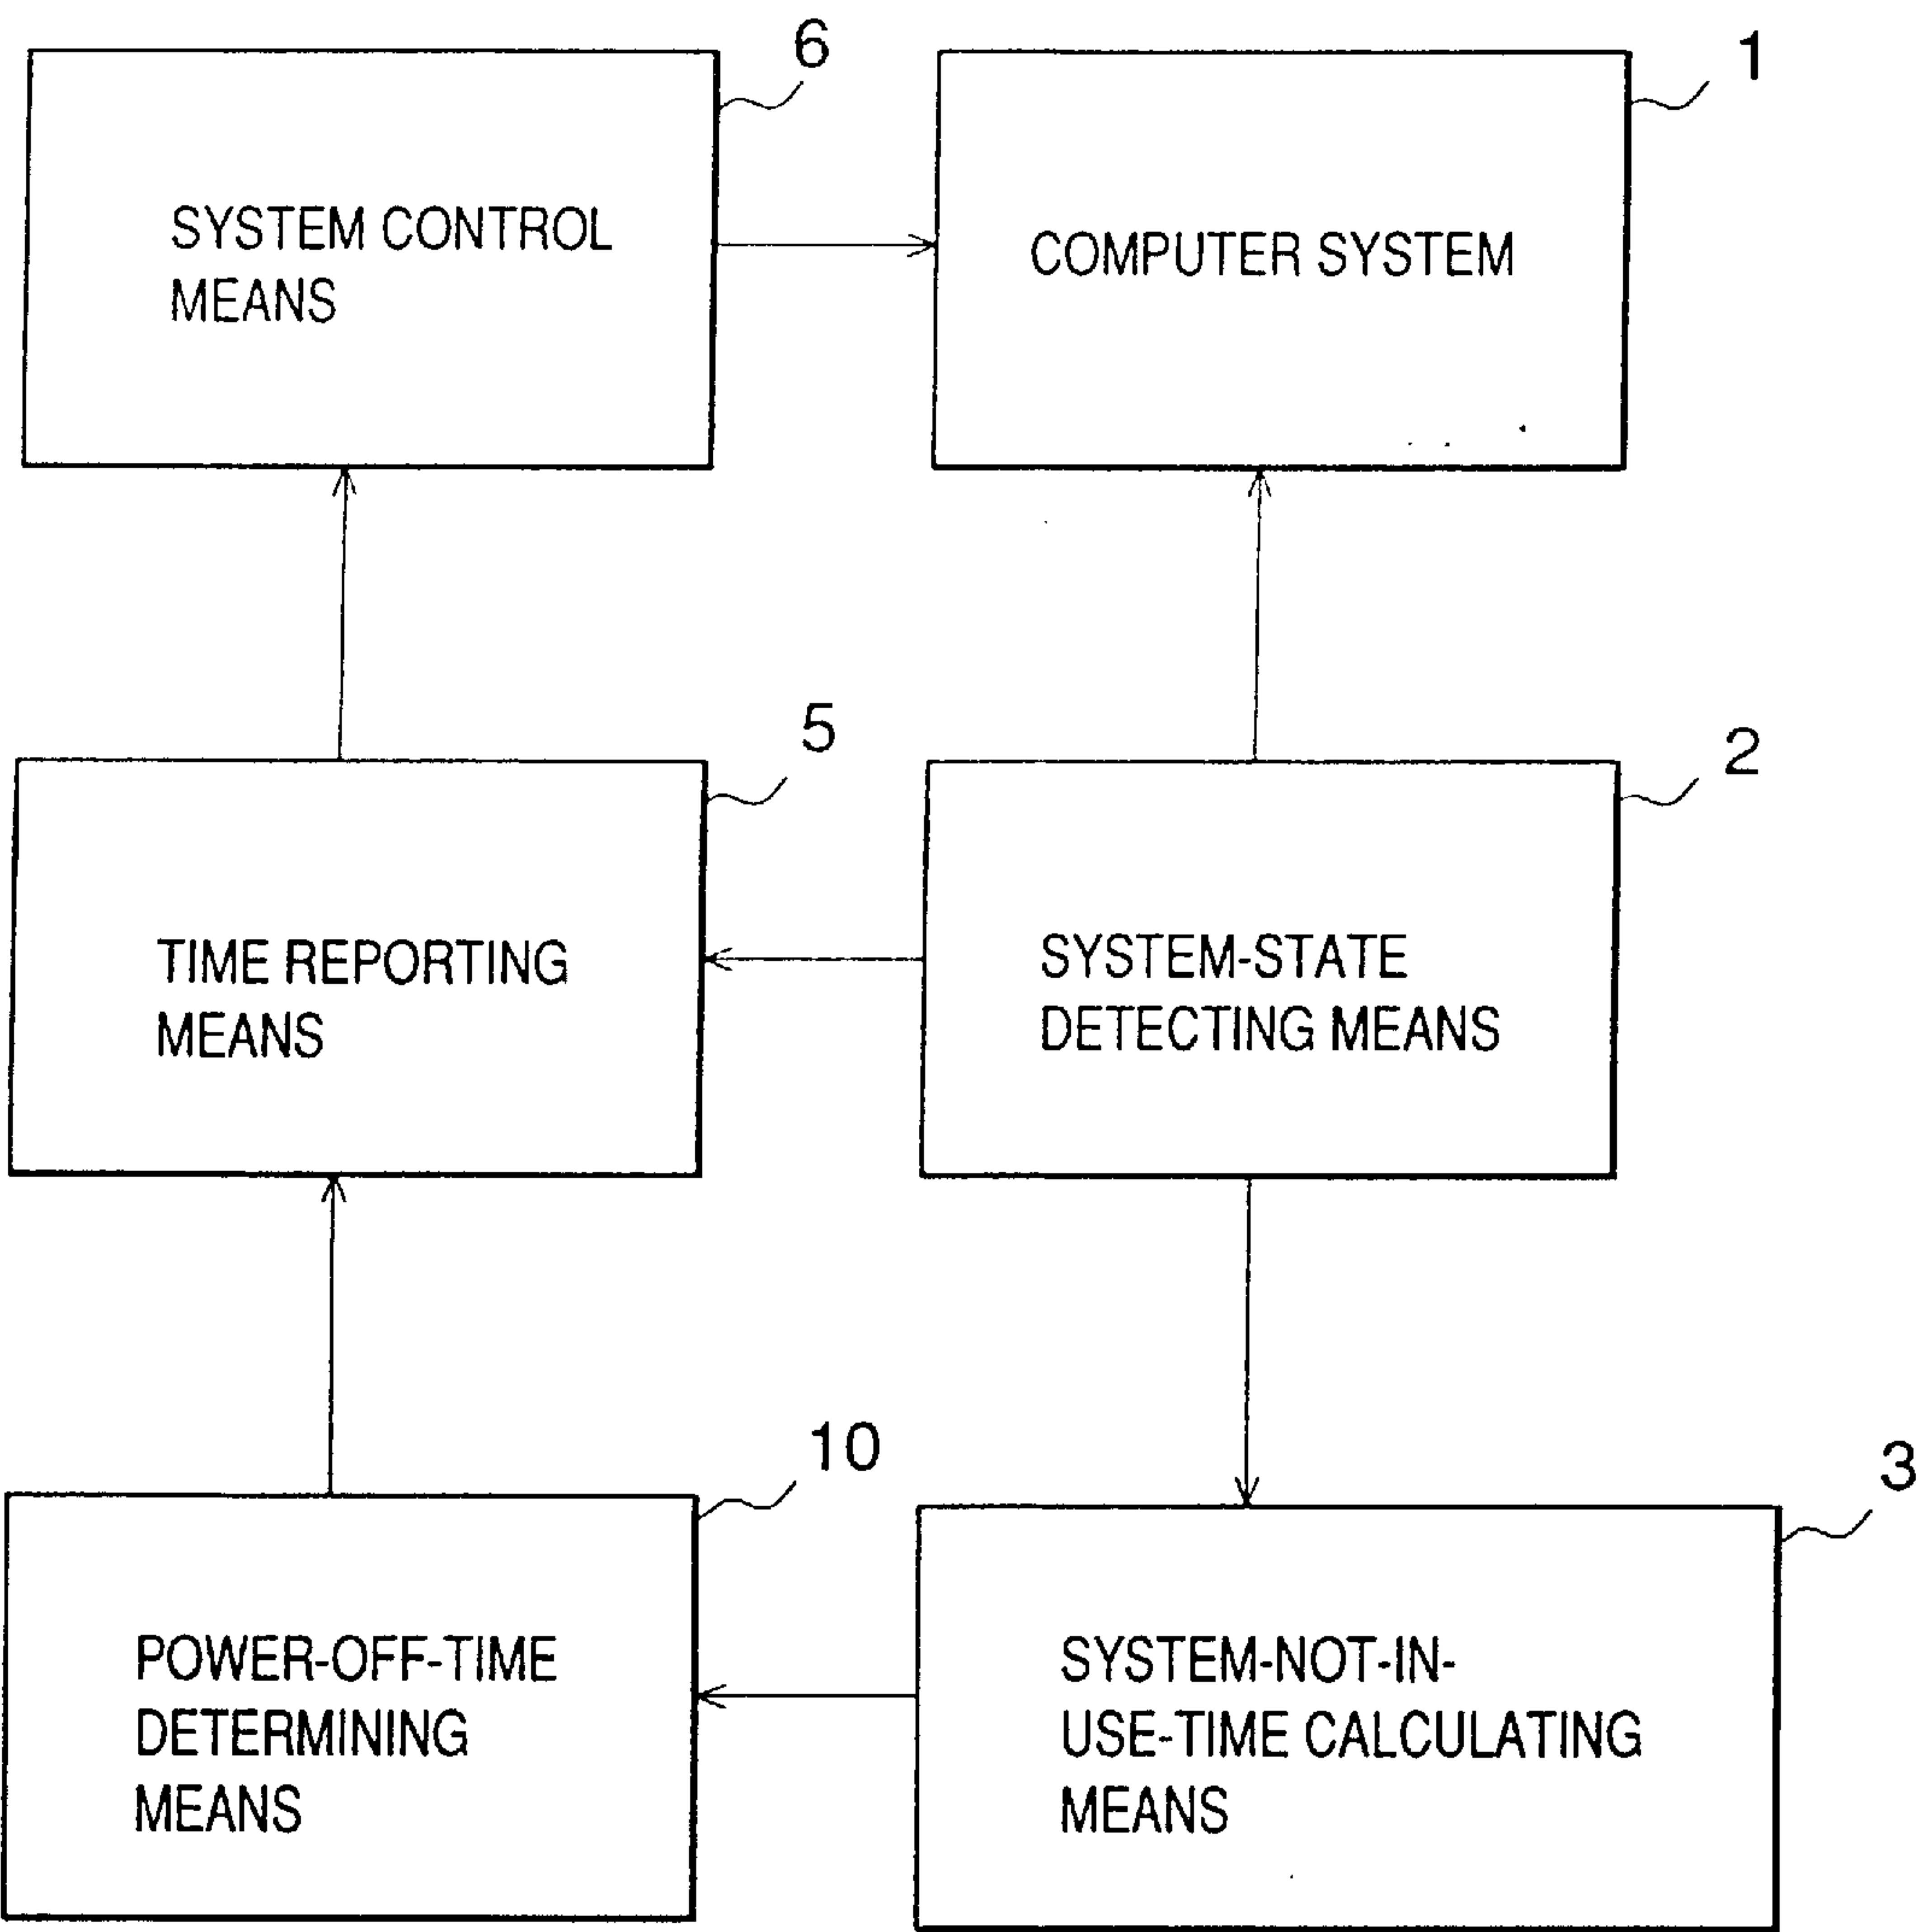 6
1
SYSTEM CONTROL
MEANS
COMPUTER SYSTEM
5
2
TIME REPORTING
MEANS
SYSTEM-STATE
DETECTING MEANS
10
3
POWER-OFF-TIME
DETERMINING
MEANS
SYSTEM-NOT-IN-
USE-TIME CALCULATING
MEANS